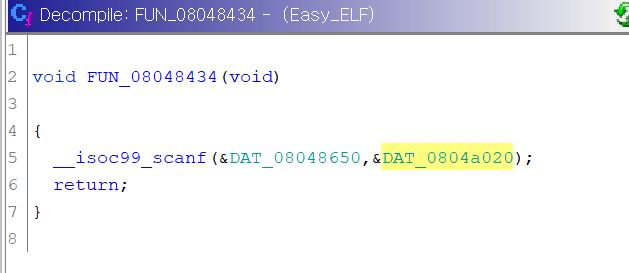 Decompile: FUN_08048434 - (Easy_ELF)
1
2 void FUN_08048434(void)
3
4 {
5 __isoc99_scanf(&DAT_08048650,&DAT_0804a020);
6 return;
7 }
8